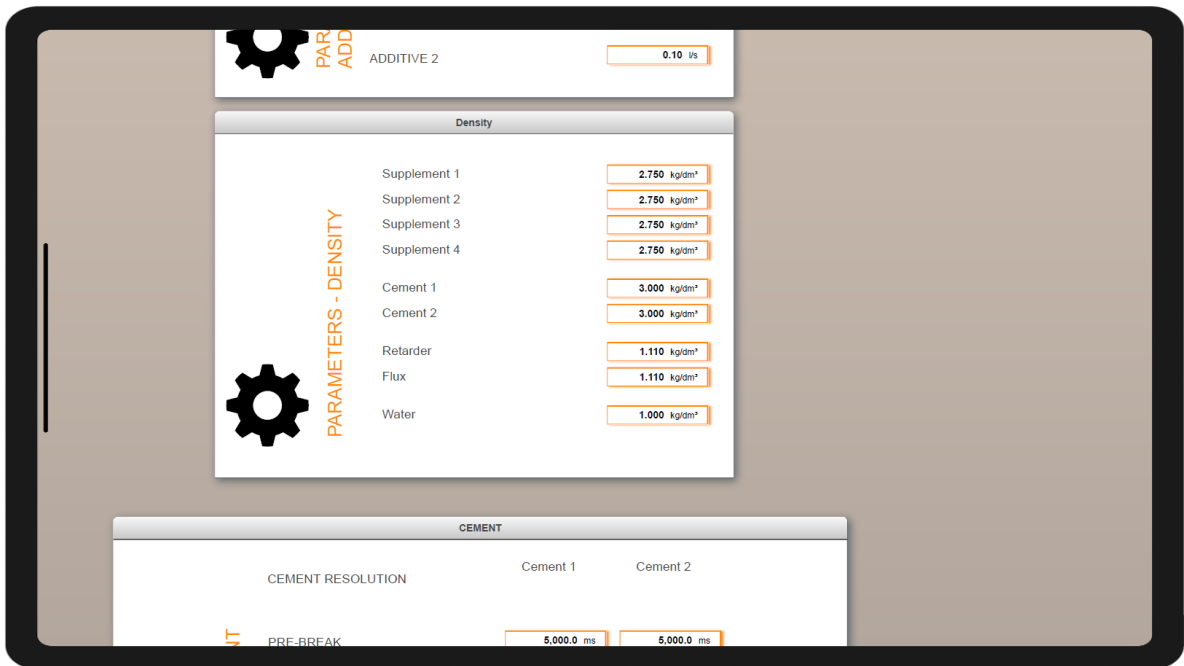 PAR
ADD
ADDITIVE 2
0.10 l/s
Density
PARAMETERS - DENSITY
Supplement 1 2.750 kg/dm³
Supplement 2 2.750 kg/dm³
Supplement 3 2.750 kg/dm³
Supplement 4 2.750 kg/dm³
Cement 1 3.000 kg/dm³
Cement 2 3.000 kg/dm³
Retarder 1.110 kg/dm³
Flux 1.110 kg/dm³
Water 1.000 kg/dm³
CEMENT
Cement 1 Cement 2
CEMENT RESOLUTION
NT
PRE-BREAK 5,000.0 ms 5,000.0 ms